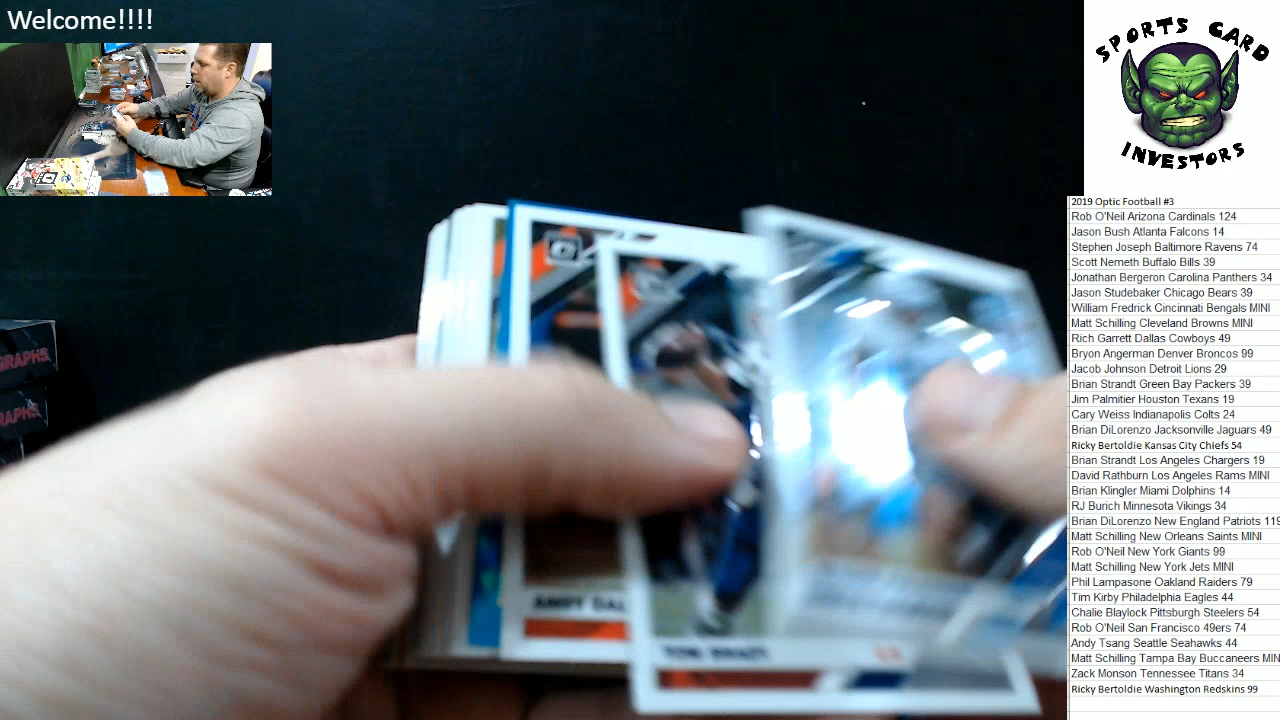 Welcome!!!!
SPORTS CARD
INVESTORS
2019 Optic Football #3
Rob O'Neil Arizona Cardinals 124
Jason Bush Atlanta Falcons 14
Stephen Joseph Baltimore Ravens 74
Scott Nemeth Buffalo Bills 39
Jonathan Bergeron Carolina Panthers 34
Jason Studebaker Chicago Bears 39
William Fredrick Cincinnati Bengals MINI
Matt Schilling Cleveland Browns MINI
Rich Garrett Dallas Cowboys 49
Bryon Angerman Denver Broncos 99
Jacob Johnson Detroit Lions 29
Brian Strandt Green Bay Packers 39
Jim Palmitier Houston Texans 19
Cary Weiss Indianapolis Colts 24
Brian DiLorenzo Jacksonville Jaguars 49
Ricky Bertoldie Kansas City Chiefs 54
Brian Strandt Los Angeles Chargers 19
David Rathburn Los Angeles Rams MINI
Brian Klingler Miami Dolphins 14
RJ Burich Minnesota Vikings 34
Brian DiLorenzo New England Patriots 119
Matt Schilling New Orleans Saints MINI
Rob O'Neil New York Giants 99
Matt Schilling New York Jets MINI
Phil Lampasone Oakland Raiders 79
Tim Kirby Philadelphia Eagles 44
Chalie Blaylock Pittsburgh Steelers 54
Rob O'Neil San Francisco 49ers 74
Andy Tsang Seattle Seahawks 44
Matt Schilling Tampa Bay Buccaneers MIN
Zack Monson Tennessee Titans 34
Ricky Bertoldie Washington Redskins 99
GRAPHS
GRAPHS
ANDY DAL
TOM BRADY